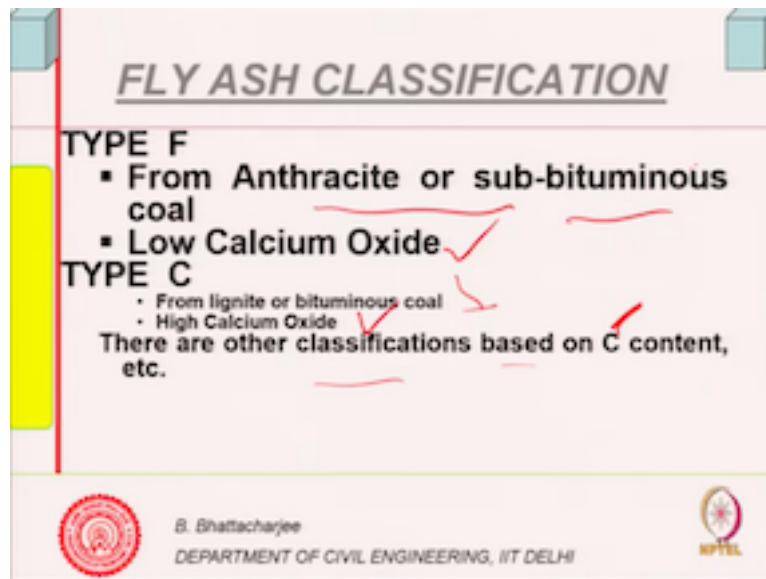 FLY ASH CLASSIFICATION
TYPE F
▪ From Anthracite or sub-bituminous
coal
▪ Low Calcium Oxide
TYPE C
• From lignite or bituminous coal
• High Calcium Oxide
There are other classifications based on C content,
etc.
B. Bhattacharjee
DEPARTMENT OF CIVIL ENGINEERING, IIT DELHI
NPTEL